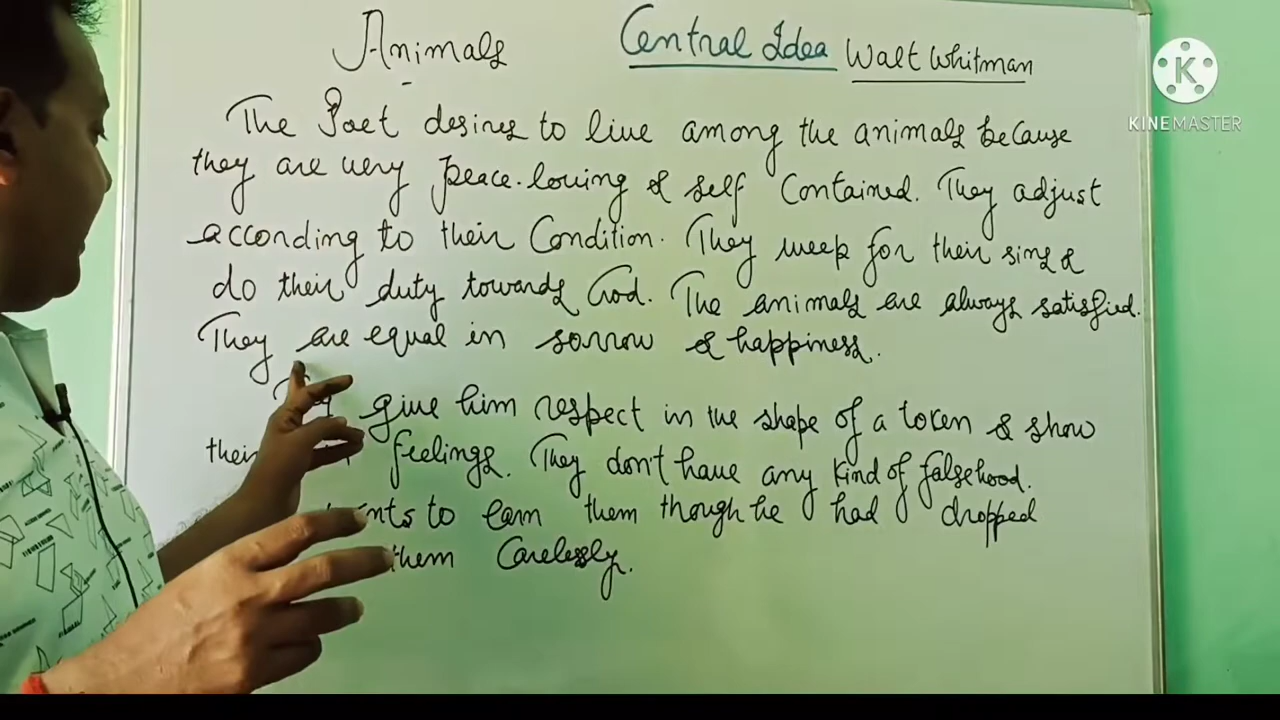 Animals Central Idea Walt Whitman
The Poet desires to live among the animals because
they are very peace-loving & self Contained. They adjust
according to their Condition. They weep for their sins &
do their duty towards God. The animals are always satisfied.
They are equal in sorrow & happiness.
give him respect in the shape of a token & show
their feelings. They don't have any kind of falsehood.
to earn them though he had dropped
them Carelessly.
K
KINEMASTER